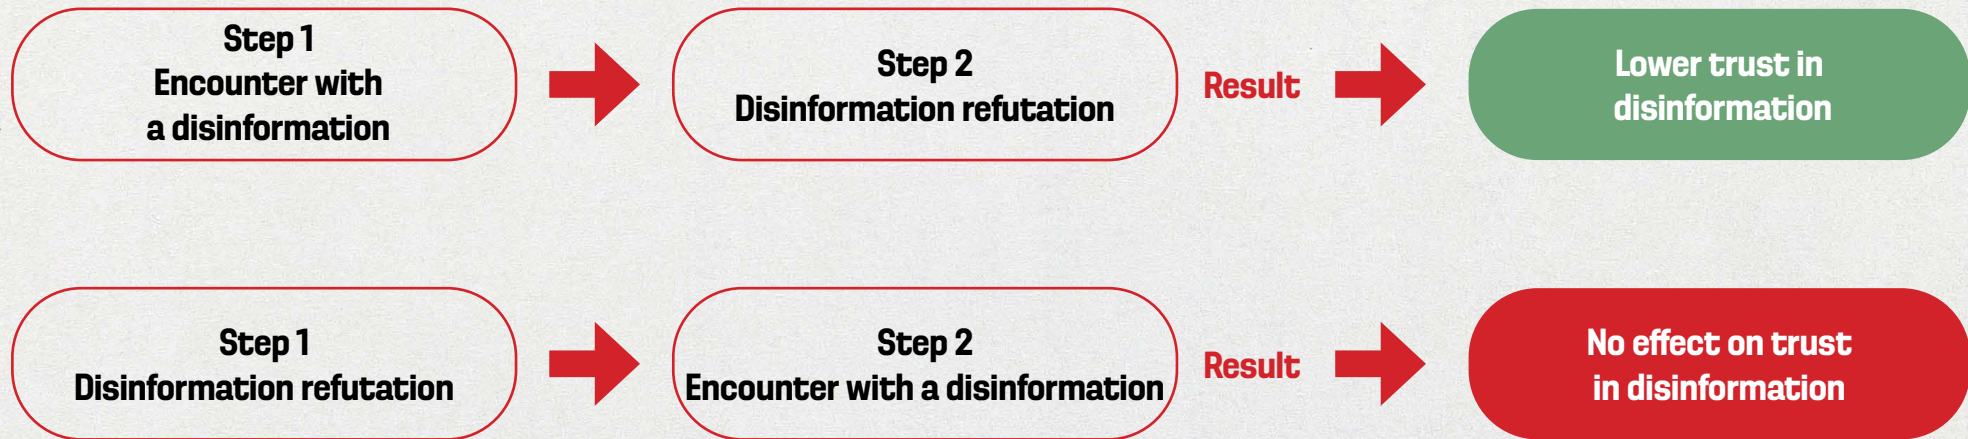 Step 1
Encounter with
a disinformation
Step 2
Disinformation refutation
Result
Lower trust in
disinformation
Step 1
Disinformation refutation
Step 2
Encounter with a disinformation
Result
No effect on trust
in disinformation